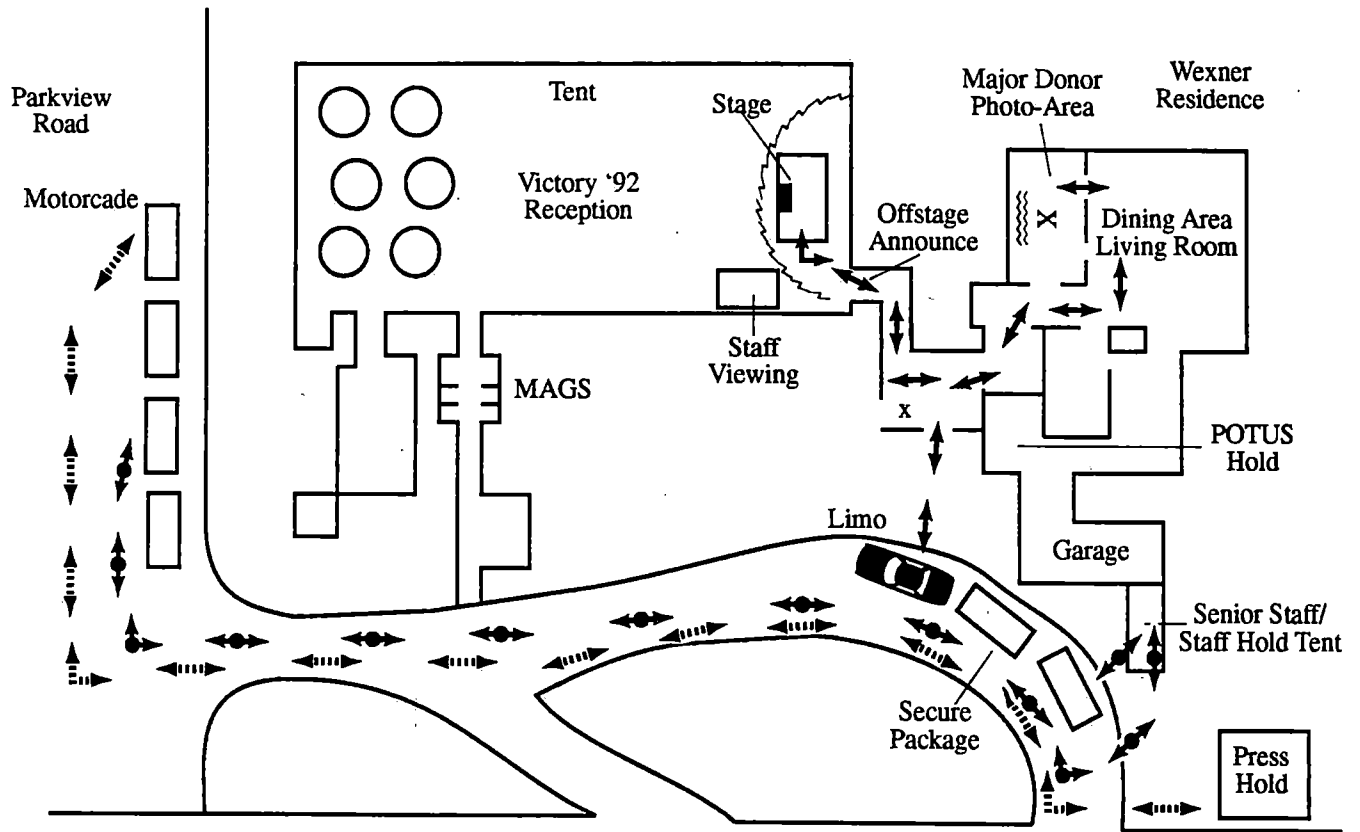 Parkview
Road
Motorcade
Tent
Victory ‘92
Reception
Stage
Major Donor
Photo-Area
Wexner
Residence
Offstage
Announce
X
Dining Area
Living Room
Staff
Viewing
MAGS
x
POTUS
Hold
Limo
Garage
Senior Staff/
Staff Hold Tent
Secure
Package
Press
Hold